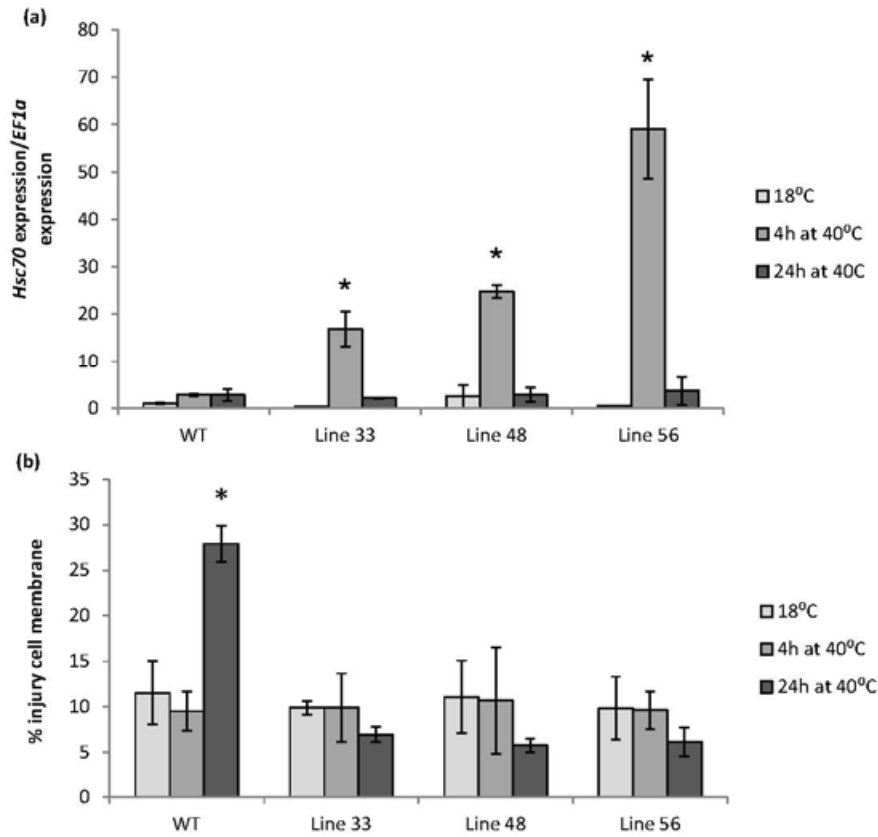 (a)
80
70
60
50
40
30
20
10
0
Hsc70 expression/EF1a
expression
*
*
*
WT
Line 33
Line 48
Line 56
18⁰C
4h at 40⁰C
24h at 40C
(b)
35
30
25
20
15
10
5
0
% injury cell membrane
*
WT
Line 33
Line 48
Line 56
18⁰C
4h at 40⁰C
24h at 40⁰C